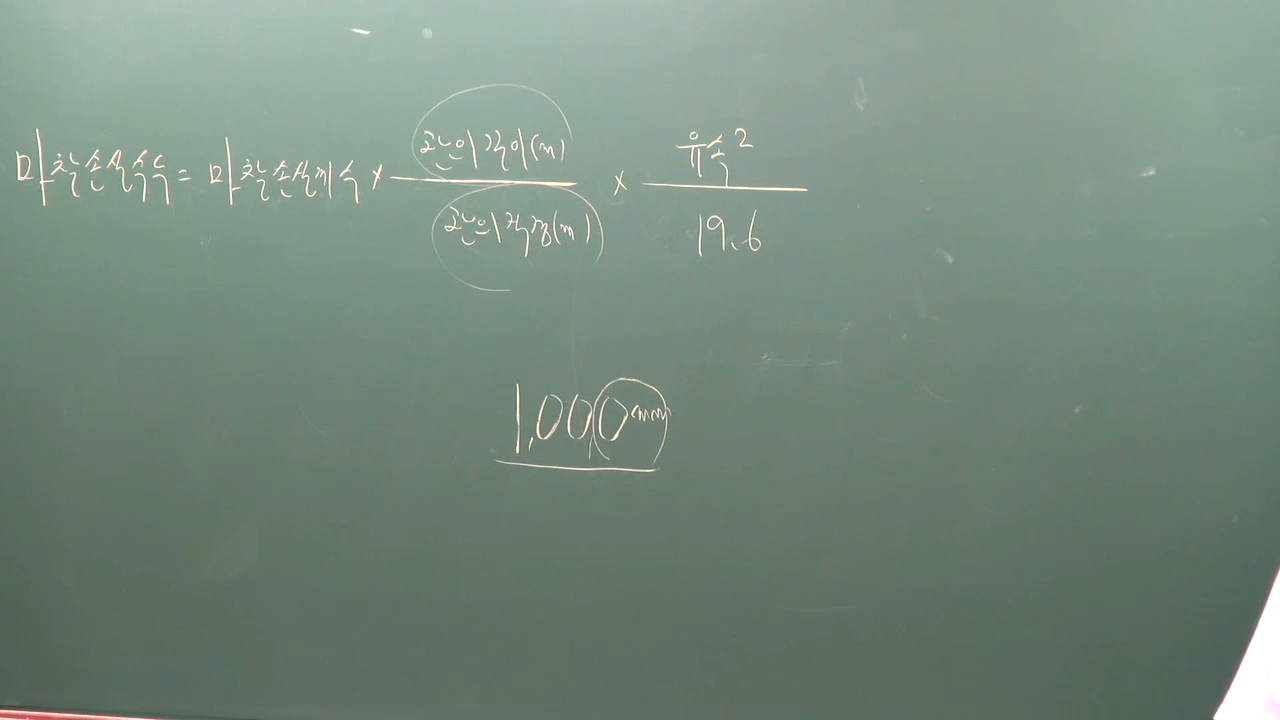 마찰손실수두 = 마찰손실계수 × 관의길이(m) / 관의직경(m) × 유속² / 19.6
1,000mm